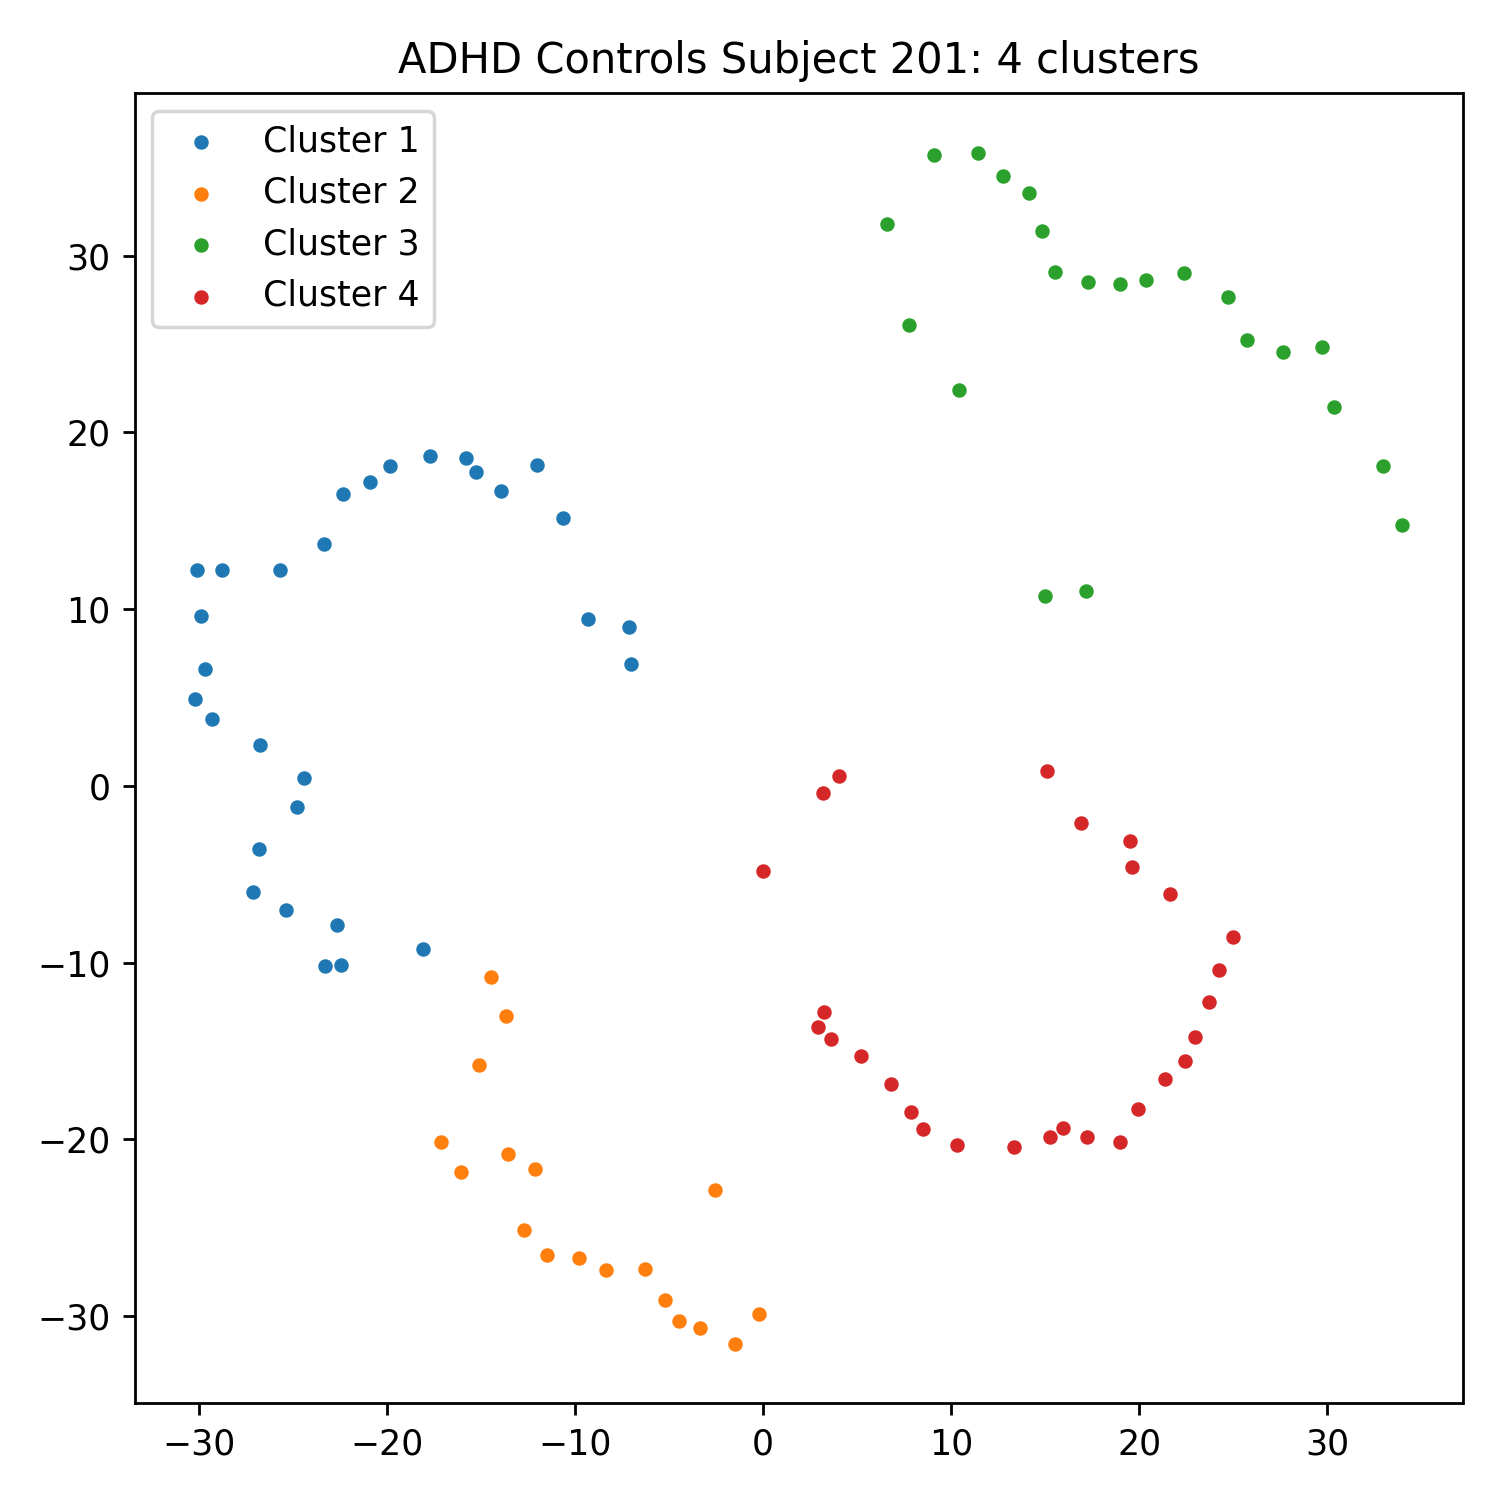 ADHD Controls Subject 201: 4 clusters
Cluster 1
Cluster 2
Cluster 3
Cluster 4
30
20
10
0
−10
−20
−30
−30 −20 −10 0 10 20 30